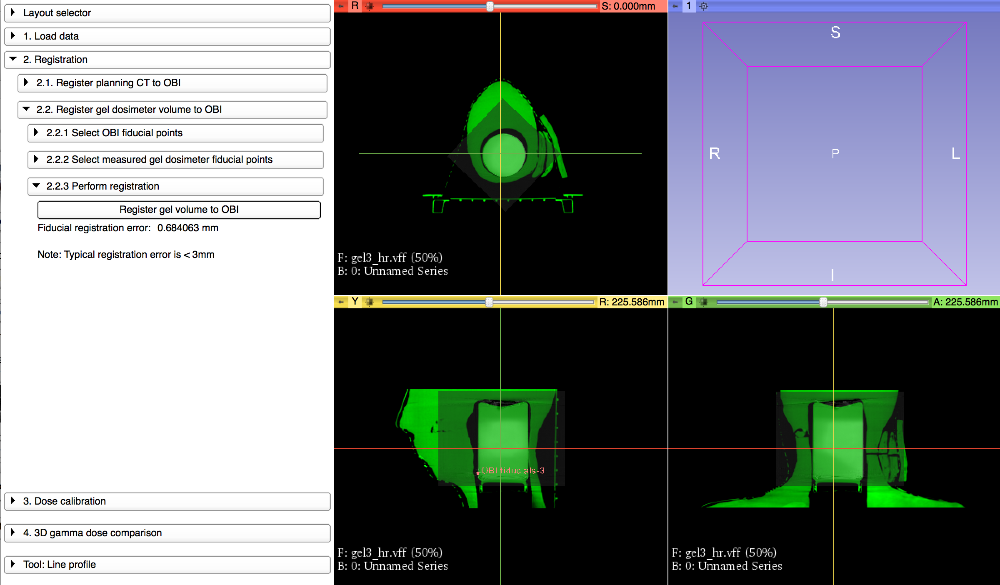 Layout selector
1. Load data
2. Registration
2.1. Register planning CT to OBI
2.2. Register gel dosimeter volume to OBI
2.2.1 Select OBI fiducial points
2.2.2 Select measured gel dosimeter fiducial points
2.2.3 Perform registration
Register gel volume to OBI
Fiducial registration error: 0.684063 mm
Note: Typical registration error is < 3mm
3. Dose calibration
4. 3D gamma dose comparison
Tool: Line profile
R S: 0.000mm
F: gel3_hr.vff (50%)
B: 0: Unnamed Series
1
S
R P L
I
Y R: 225.586mm
OBI fiducials-3
F: gel3_hr.vff (50%)
B: 0: Unnamed Series
G A: 225.586mm
F: gel3_hr.vff (50%)
B: 0: Unnamed Series